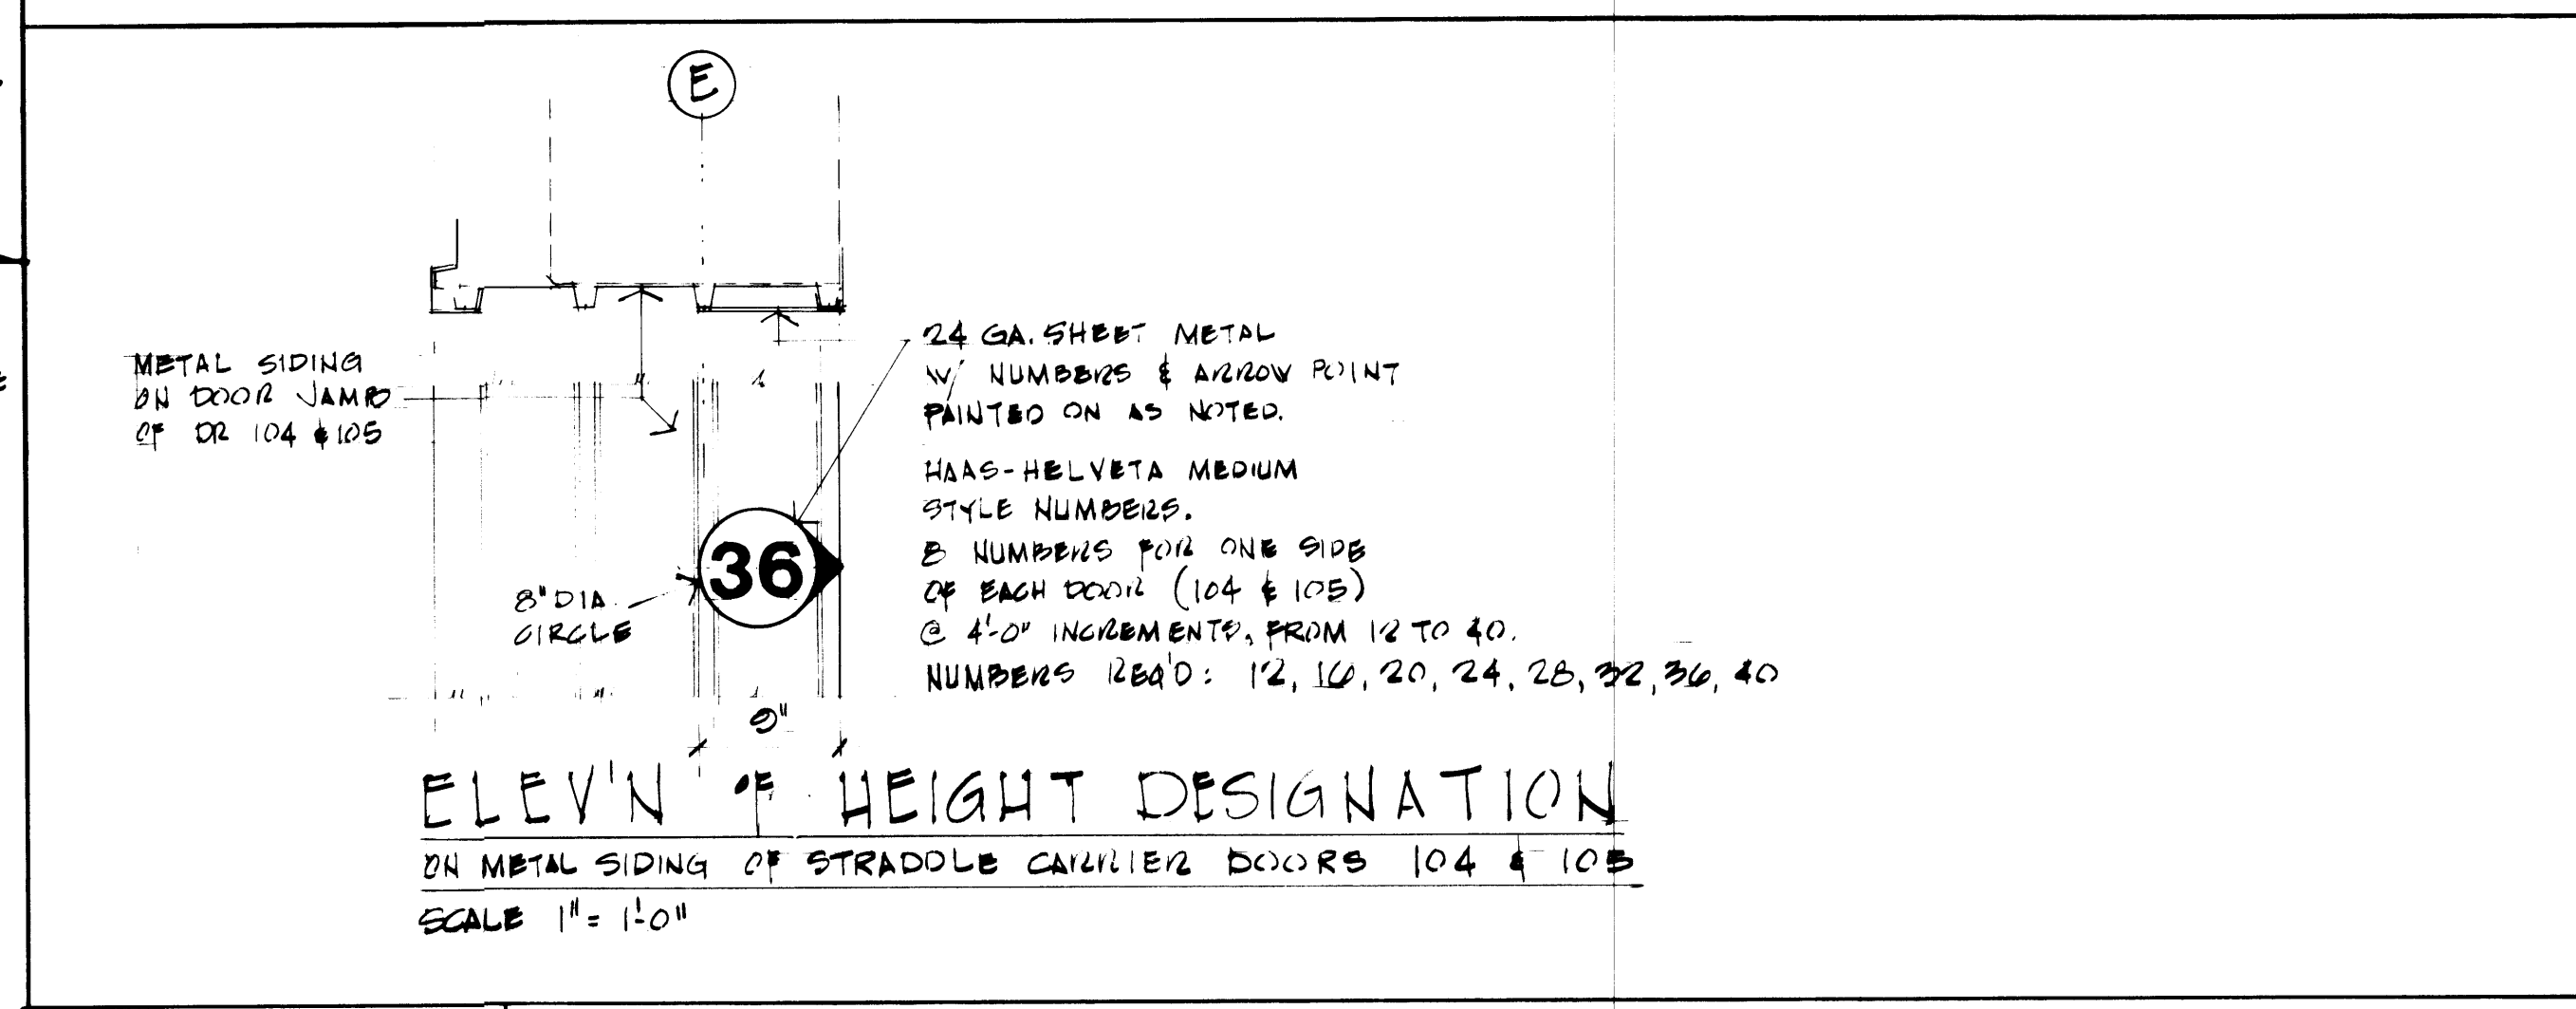 E
24 GA. SHEET METAL
W/ NUMBERS & ARROW POINT
PAINTED ON AS NOTED.
METAL SIDING
ON DOOR JAMB
OF DR 104 & 105
HAAS-HELVETA MEDIUM
STYLE NUMBERS.
8 NUMBERS FOR ONE SIDE
OF EACH DOOR (104 & 105)
@ 4'-0" INCREMENTS, FROM 12 TO 40.
NUMBERS REQ'D: 12, 16, 20, 24, 28, 32, 36, 40
36
8" DIA.
CIRCLE
9"
ELEV'N OF HEIGHT DESIGNATION
ON METAL SIDING OF STRADDLE CARRIER DOORS 104 & 105
SCALE 1" = 1'-0"